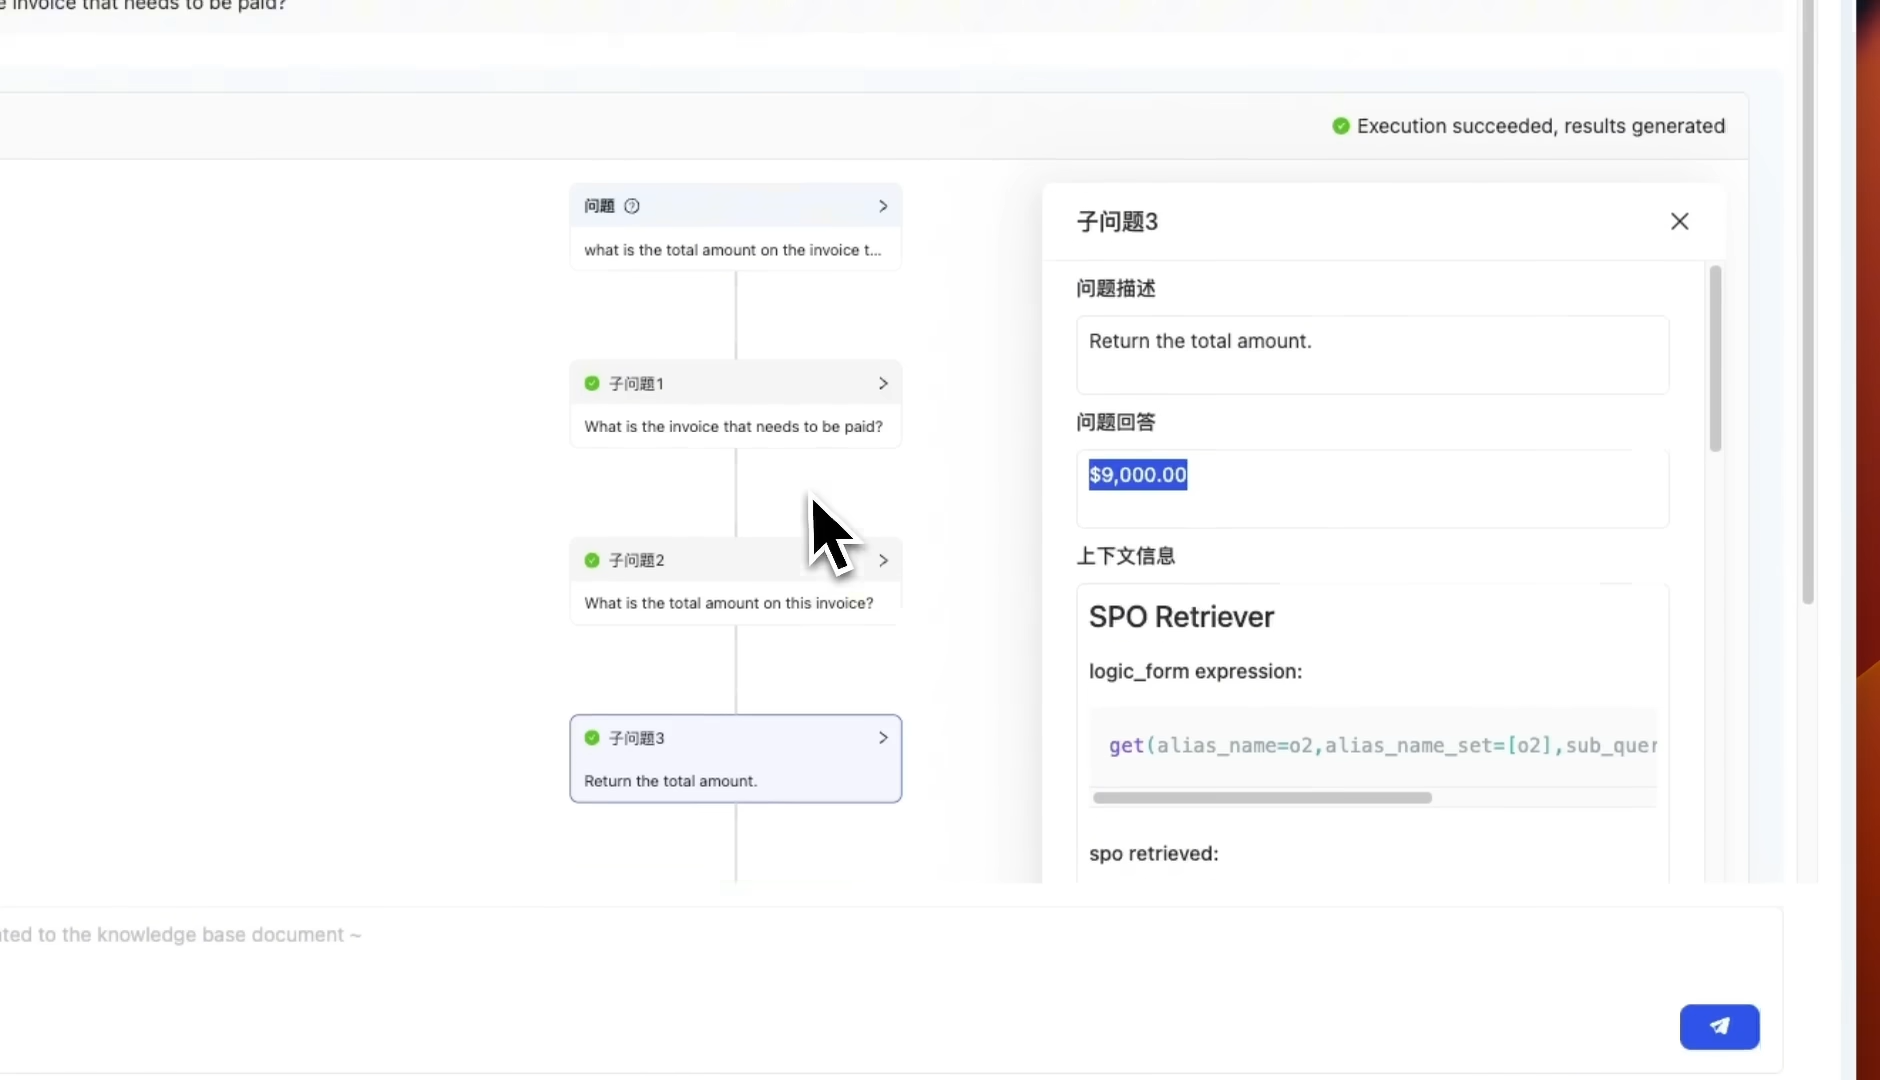 invoice that needs to be paid?
Execution succeeded, results generated
问题
what is the total amount on the invoice t...
子问题1
What is the invoice that needs to be paid?
子问题2
What is the total amount on this invoice?
子问题3
Return the total amount.
子问题3
问题描述
Return the total amount.
问题回答
$9,000.00
上下文信息
SPO Retriever
logic_form expression:
get(alias_name=o2,alias_name_set=[o2],sub_quer
spo retrieved:
to the knowledge base document ~